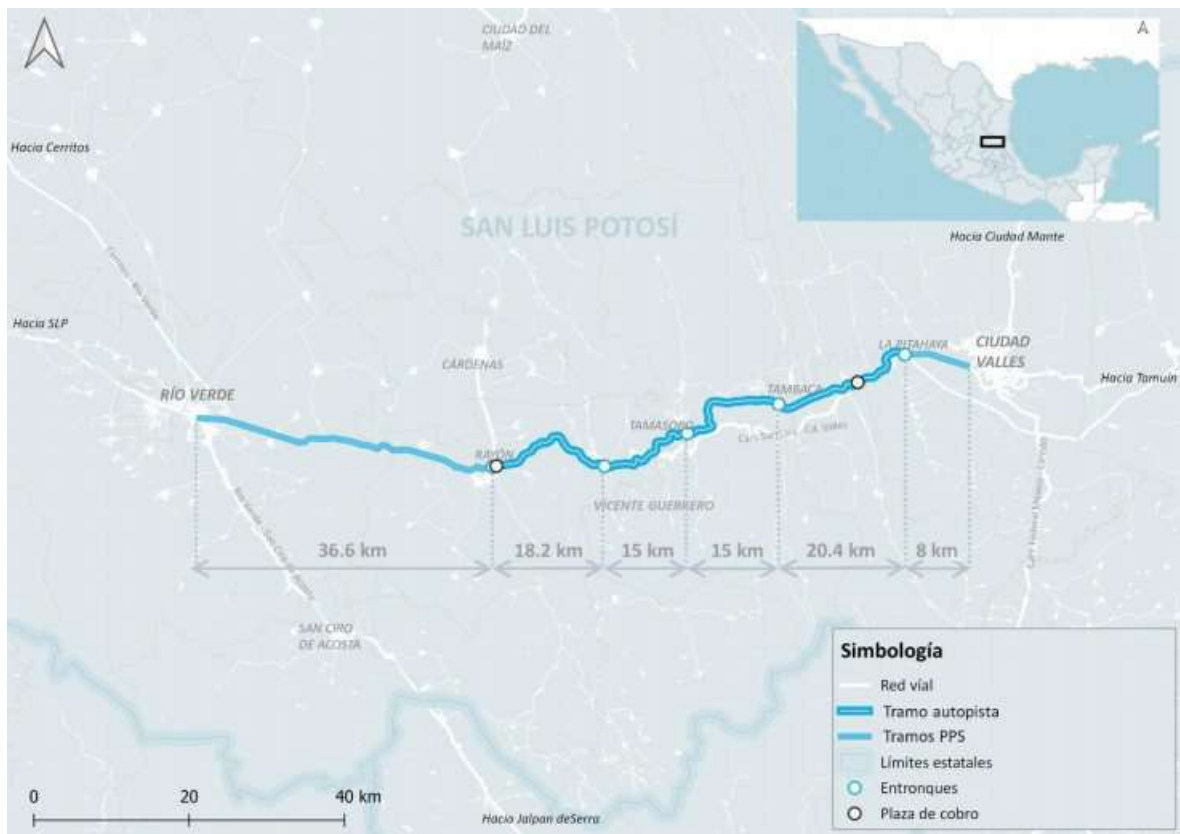 CIUDAD DEL
MAÍZ
A
Hacia Cerritos
SAN LUIS POTOSÍ
Hacia Ciudad Mante
Hacia SLP
CÁRDENAS
LA PITAHAYA
CIUDAD
VALLES
Hacia Tamuín
RÍO VERDE
TAMBACA
TAMASOPO
RAYÓN
VICENTE GUERRERO
36.6 km
18.2 km
15 km
15 km
20.4 km
8 km
SAN CIRO
DE ACOSTA
Simbología
Red víal
Tramo autopista
Tramos PPS
Límites estatales
Entronques
Plaza de cobro
0
20
40 km
Hacia Jalpan deSerra